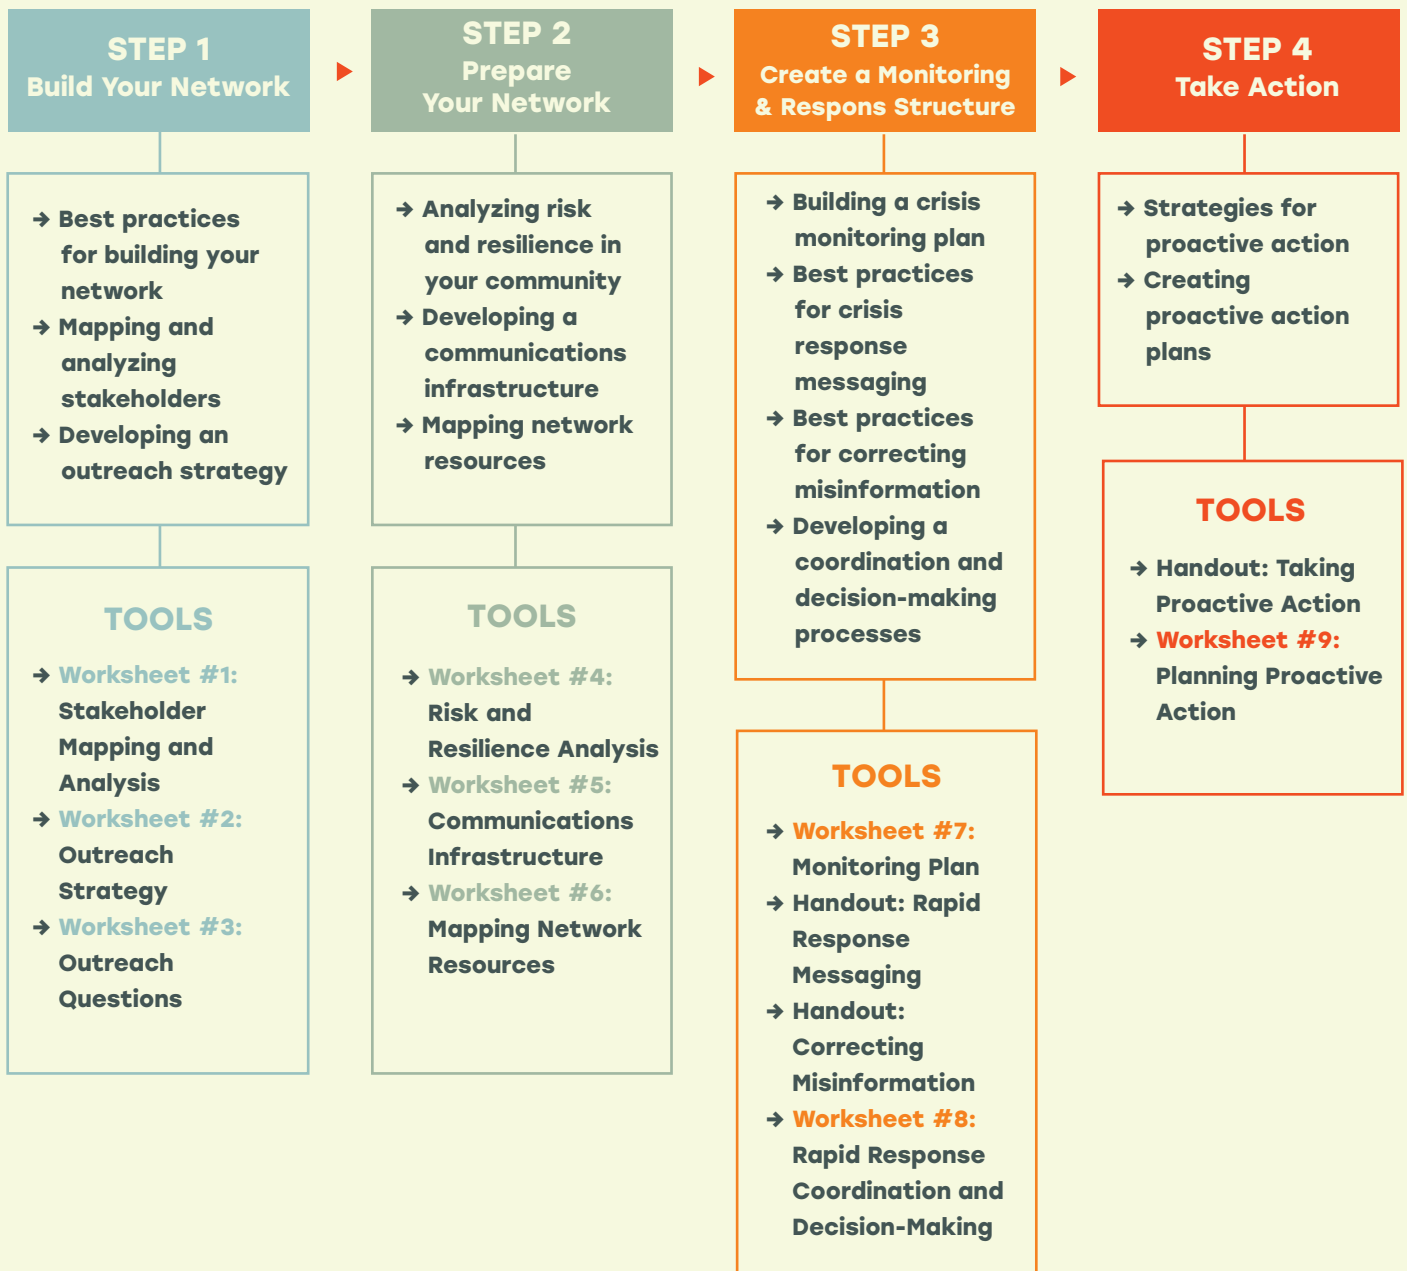 STEP 1
Build Your Network
→ Best practices
for building your
network
→ Mapping and
analyzing
stakeholders
→ Developing an
outreach strategy
TOOLS
→ Worksheet #1:
Stakeholder
Mapping and
Analysis
→ Worksheet #2:
Outreach
Strategy
→ Worksheet #3:
Outreach
Questions
STEP 2
Prepare
Your Network
→ Analyzing risk
and resilience in
your community
→ Developing a
communications
infrastructure
→ Mapping network
resources
TOOLS
→ Worksheet #4:
Risk and
Resilience Analysis
→ Worksheet #5:
Communications
Infrastructure
→ Worksheet #6:
Mapping Network
Resources
STEP 3
Create a Monitoring
& Respons Structure
→ Building a crisis
monitoring plan
→ Best practices
for crisis
response
messaging
→ Best practices
for correcting
misinformation
→ Developing a
coordination and
decision-making
processes
TOOLS
→ Worksheet #7:
Monitoring Plan
→ Handout: Rapid
Response
Messaging
→ Handout:
Correcting
Misinformation
→ Worksheet #8:
Rapid Response
Coordination and
Decision-Making
STEP 4
Take Action
→ Strategies for
proactive action
→ Creating
proactive action
plans
TOOLS
→ Handout: Taking
Proactive Action
→ Worksheet #9:
Planning Proactive
Action